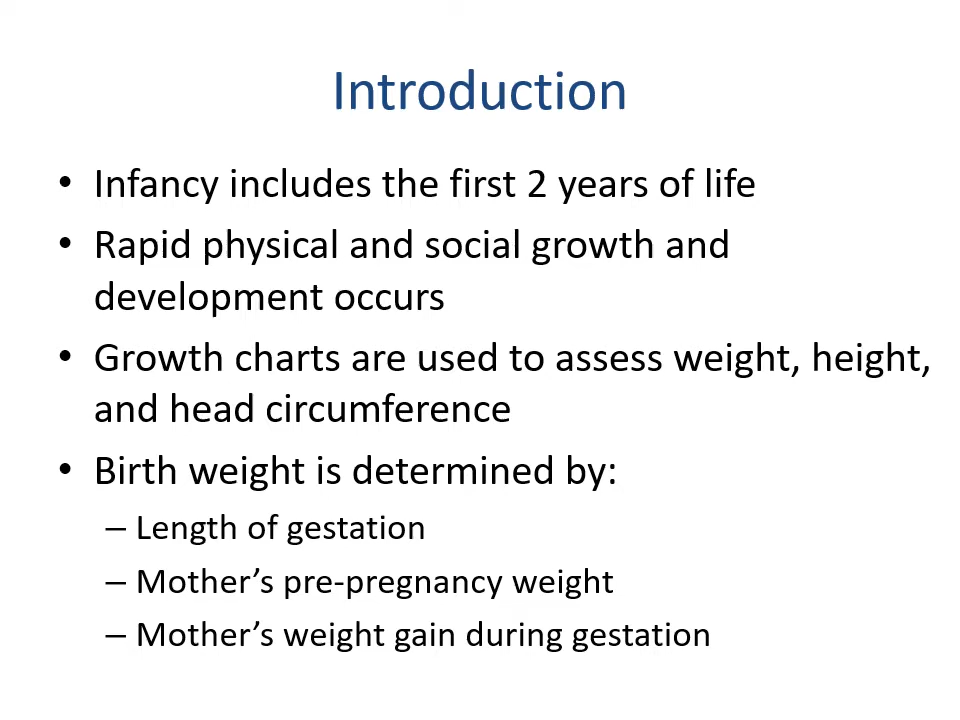 Introduction
• Infancy includes the first 2 years of life
• Rapid physical and social growth and
development occurs
• Growth charts are used to assess weight, height,
and head circumference
• Birth weight is determined by:
– Length of gestation
– Mother’s pre-pregnancy weight
– Mother’s weight gain during gestation